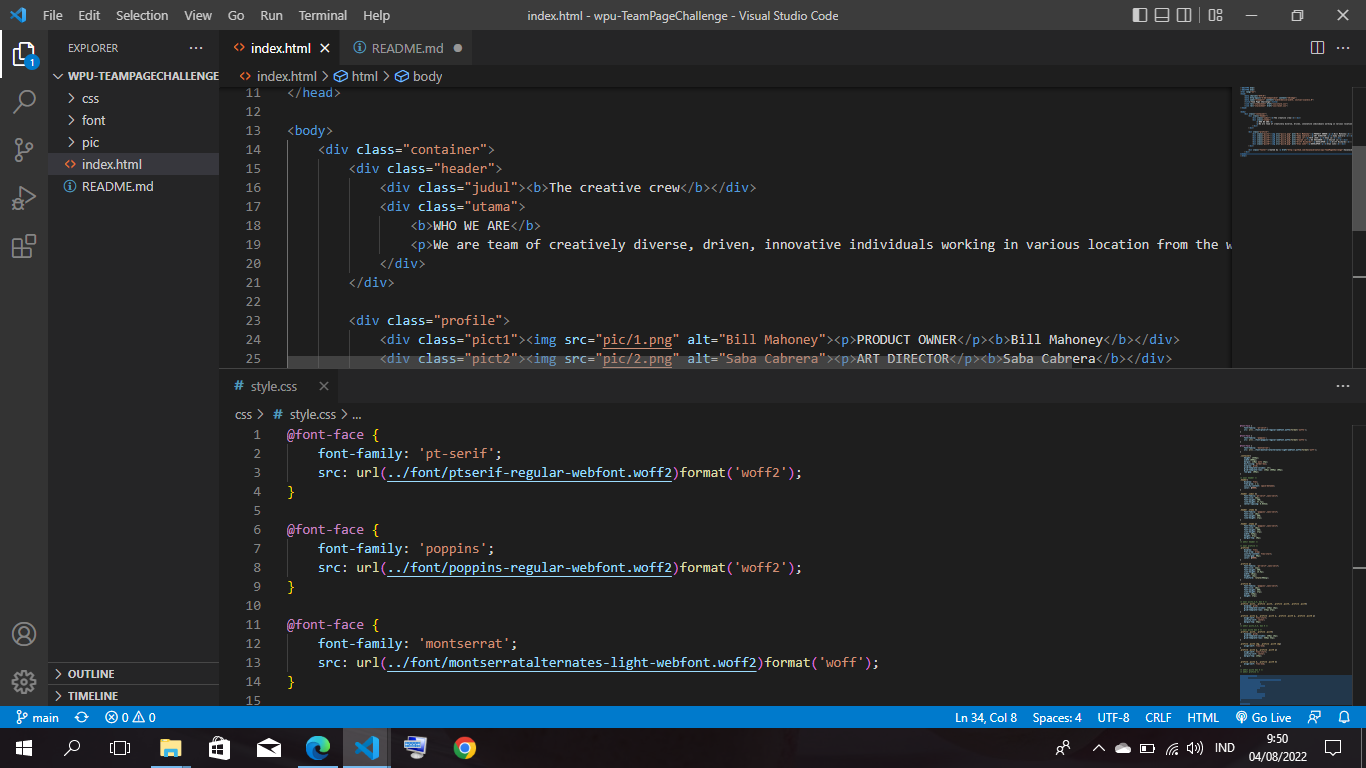 File Edit Selection View Go Run Terminal Help index.html - wpu-TeamPageChallenge - Visual Studio Code
EXPLORER
1
WPU-TEAMPAGECHALLENGE
css
font
pic
index.html
README.md
OUTLINE
TIMELINE
index.html README.md
index.html > html > body
11 </head>
12
13 <body>
14 <div class="container">
15 <div class="header">
16 <div class="judul"><b>The creative crew</b></div>
17 <div class="utama">
18 <b>WHO WE ARE</b>
19 <p>We are team of creatively diverse, driven, innovative individuals working in various location from the w
20 </div>
21 </div>
22
23 <div class="profile">
24 <div class="pict1"><img src="pic/1.png" alt="Bill Mahoney"><p>PRODUCT OWNER</p><b>Bill Mahoney</b></div>
25 <div class="pict2"><img src="pic/2.png" alt="Saba Cabrera"><p>ART DIRECTOR</p><b>Saba Cabrera</b></div>
# style.css
css > # style.css > ...
1 @font-face {
2 font-family: 'pt-serif';
3 src: url(../font/ptserif-regular-webfont.woff2)format('woff2');
4 }
5
6 @font-face {
7 font-family: 'poppins';
8 src: url(../font/poppins-regular-webfont.woff2)format('woff2');
9 }
10
11 @font-face {
12 font-family: 'montserrat';
13 src: url(../font/montserratalternates-light-webfont.woff2)format('woff');
14 }
15
main 0 0 Ln 34, Col 8 Spaces: 4 UTF-8 CRLF HTML Go Live
IND 9:50
04/08/2022